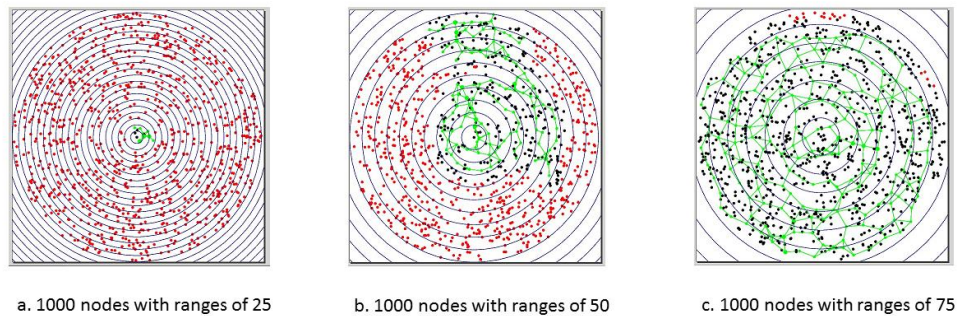 a. 1000 nodes with ranges of 25
b. 1000 nodes with ranges of 50
c. 1000 nodes with ranges of 75